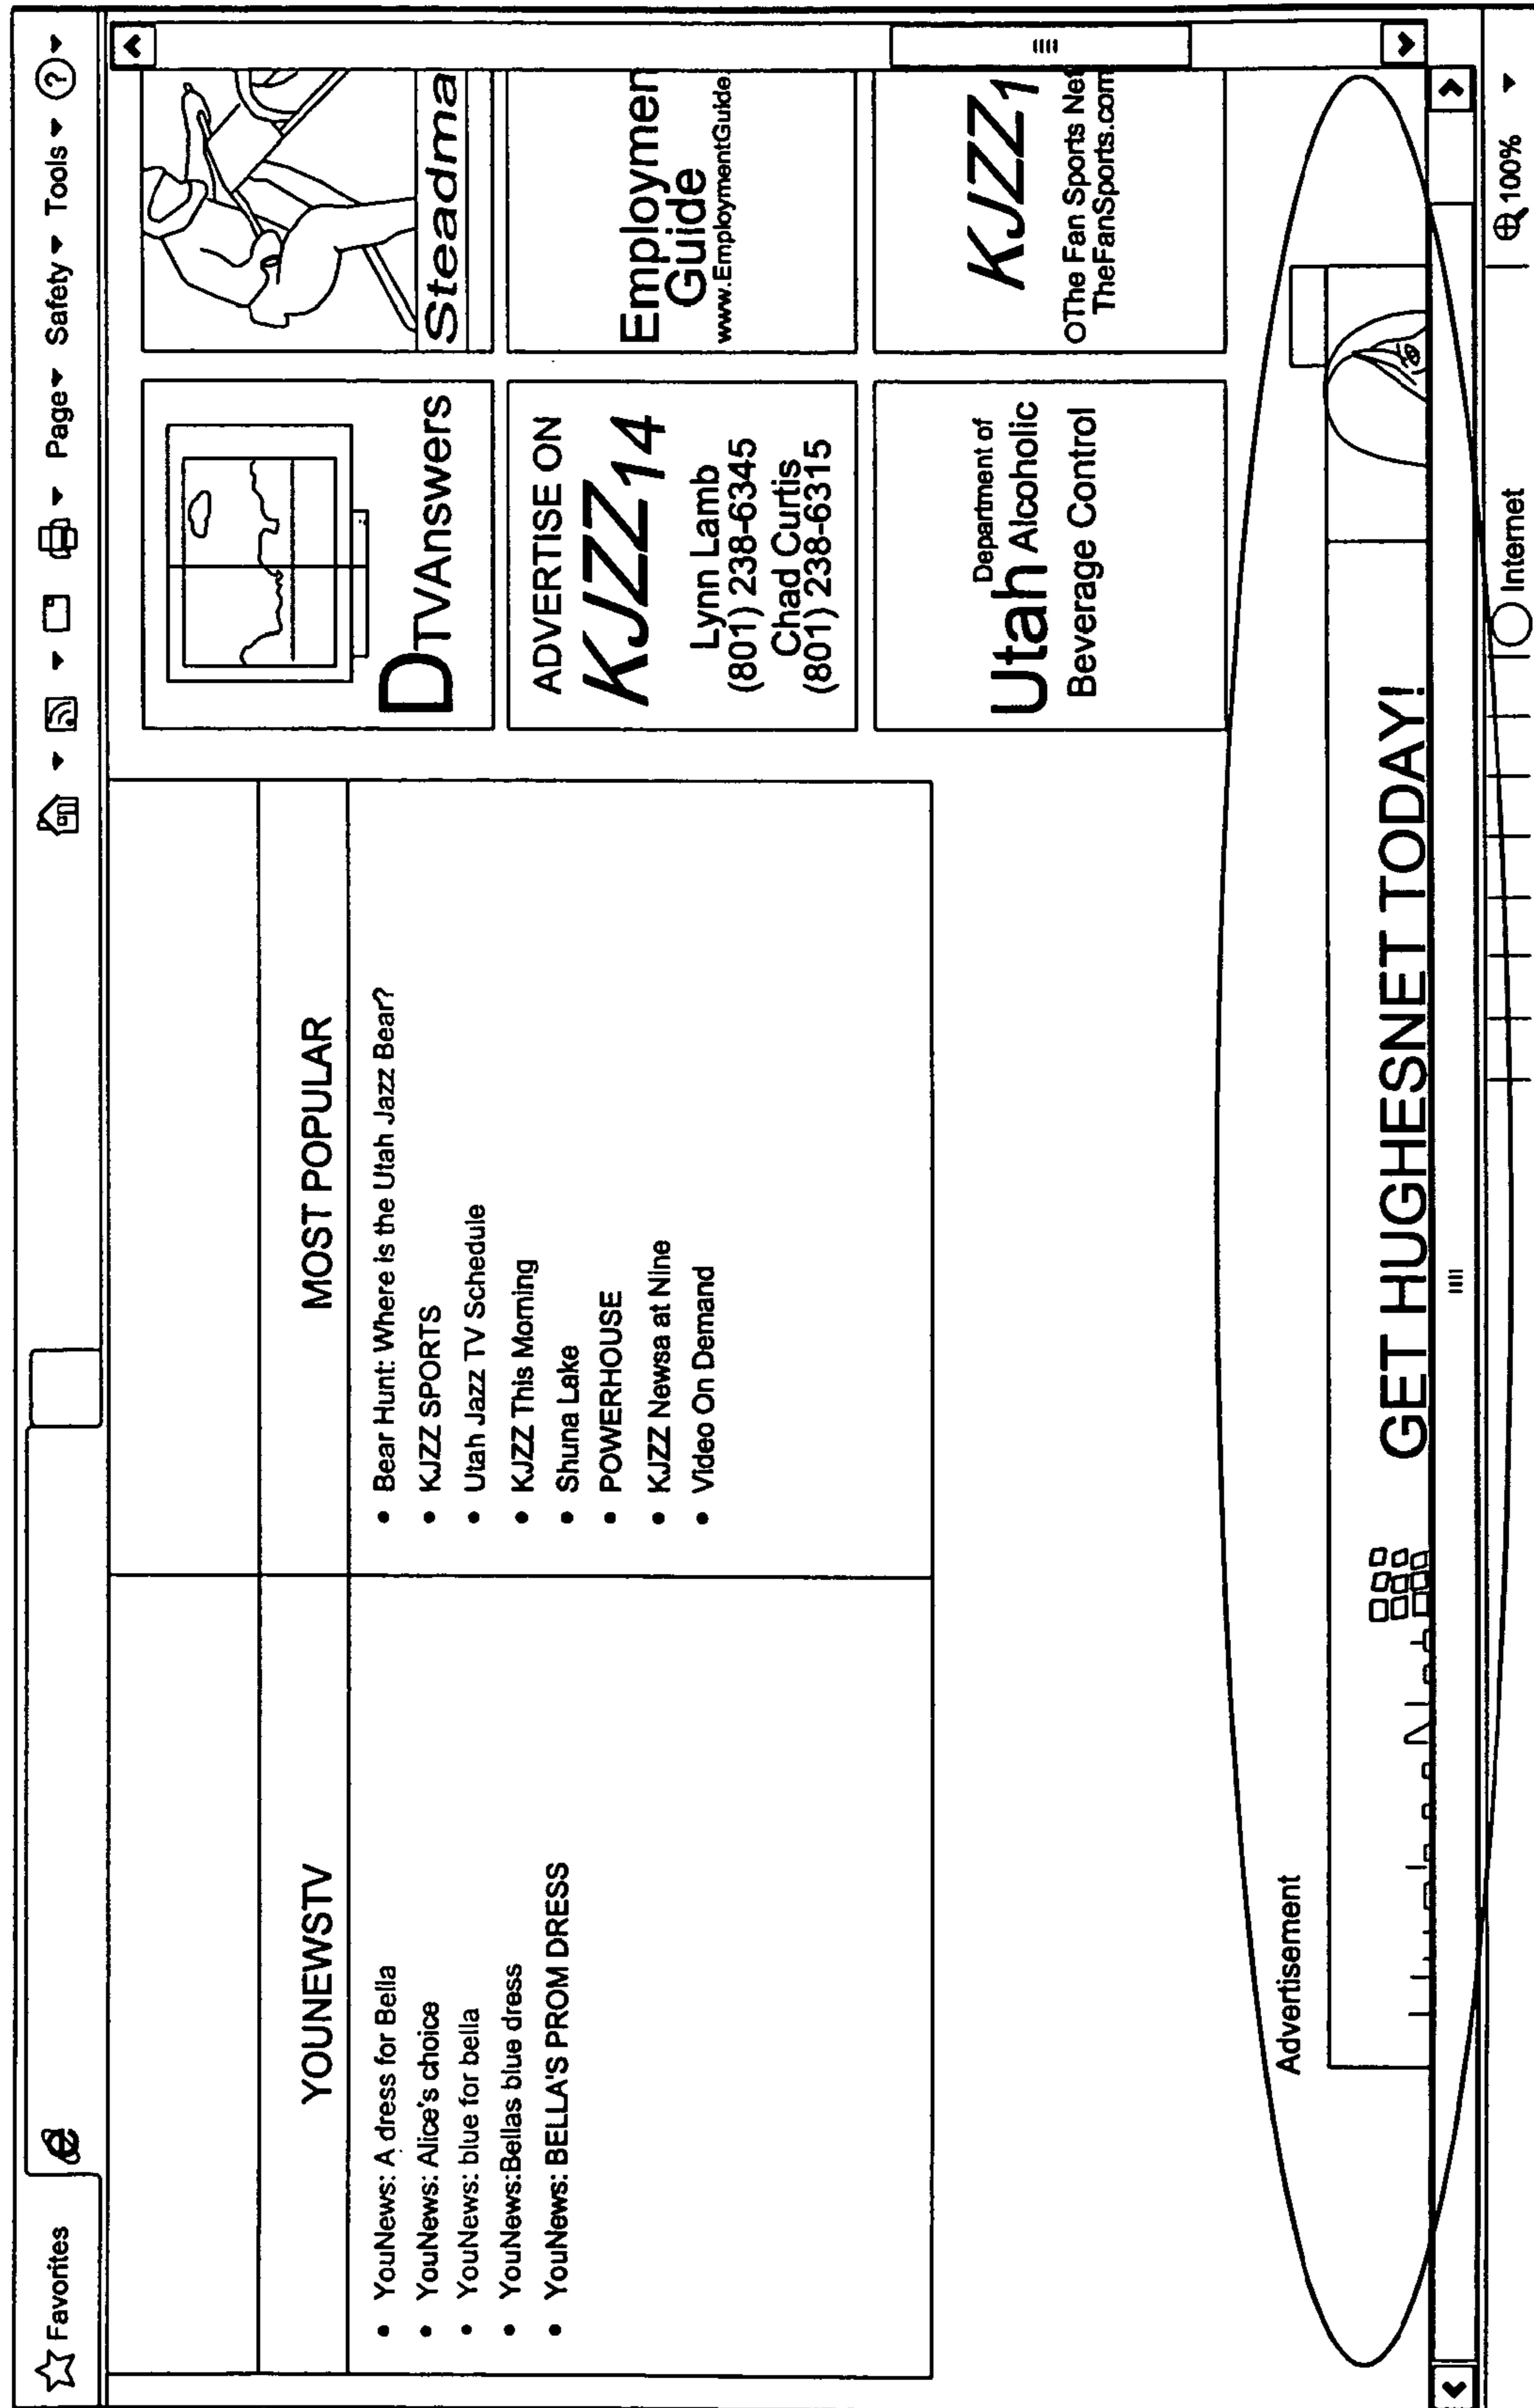 Favorites
Page Safety Tools
YOUNEWSTV
• YouNews: A dress for Bella
• YouNews: Alice's choice
• YouNews: blue for bella
• YouNews:Bellas blue dress
• YouNews: BELLA'S PROM DRESS
MOST POPULAR
• Bear Hunt: Where is the Utah Jazz Bear?
• KJZZ SPORTS
• Utah Jazz TV Schedule
• KJZZ This Morning
• Shuna Lake
• POWERHOUSE
• KJZZ Newsa at Nine
• Video On Demand
DTVAnswers
Steadma
ADVERTISE ON
KJZZ14
Lynn Lamb
(801) 238-6345
Chad Curtis
(801) 238-6315
Employmen
Guide
www.EmploymentGuide
Department of
Utah Alcoholic
Beverage Control
KJZZ1
OThe Fan Sports Net
TheFanSports.com
Advertisement
GET HUGHESNET TODAY!
Internet
100%